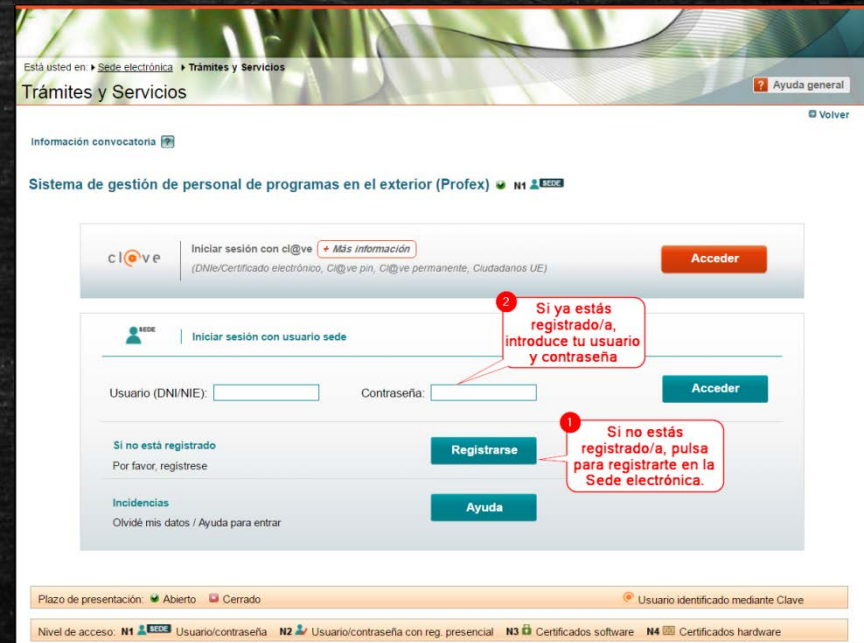 Está usted en: Sede electrónica Trámites y Servicios
Trámites y Servicios
? Ayuda general
Volver
Información convocatoria
Sistema de gestión de personal de programas en el exterior (Profex) N1 SEDE
cl@ve
Iniciar sesión con cl@ve + Más información
(DNIe/Certificado electrónico, Cl@ve pin, Cl@ve permanente, Ciudadanos UE)
Acceder
SEDE
Iniciar sesión con usuario sede
2
Si ya estás
registrado/a,
introduce tu usuario
y contraseña
Usuario (DNI/NIE):
Contraseña:
Acceder
Si no está registrado
Por favor, regístrese
Registrarse
1
Si no estás
registrado/a, pulsa
para registrarte en la
Sede electrónica.
Incidencias
Olvidé mis datos / Ayuda para entrar
Ayuda
Plazo de presentación: Abierto Cerrado
Usuario identificado mediante Clave
Nivel de acceso: N1 SEDE Usuario/contraseña N2 Usuario/contraseña con reg. presencial N3 Certificados software N4 Certificados hardware